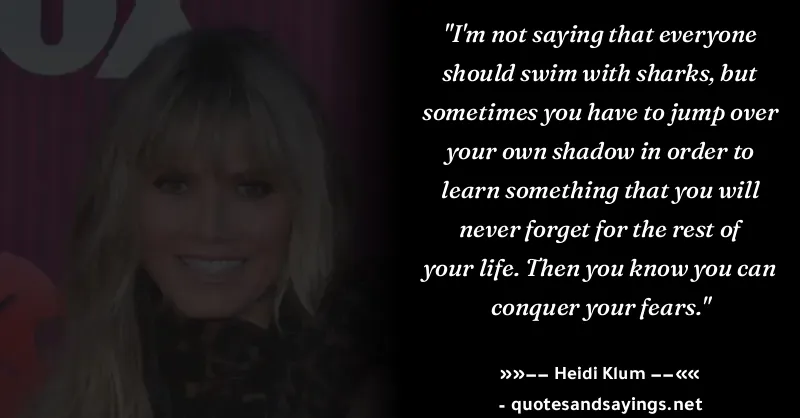 "I'm not saying that everyone
should swim with sharks, but
sometimes you have to jump over
your own shadow in order to
learn something that you will
never forget for the rest of
your life. Then you know you can
conquer your fears."
»»−− Heidi Klum −−««
- quotesandsayings.net